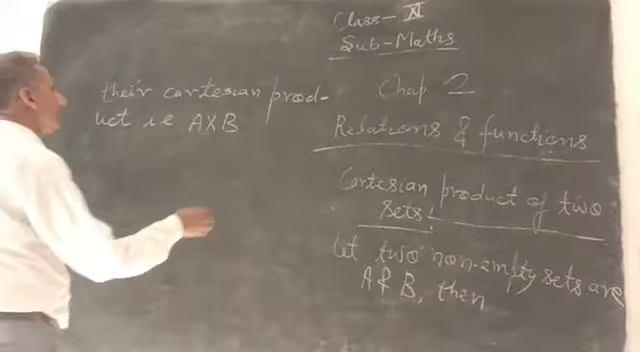 Class - XI
Sub-Maths
Chap. 2
Relations & functions
Cartesian product of two
sets:
let two non-empty sets are
A & B, then
their cartesian prod-
uct i.e A×B